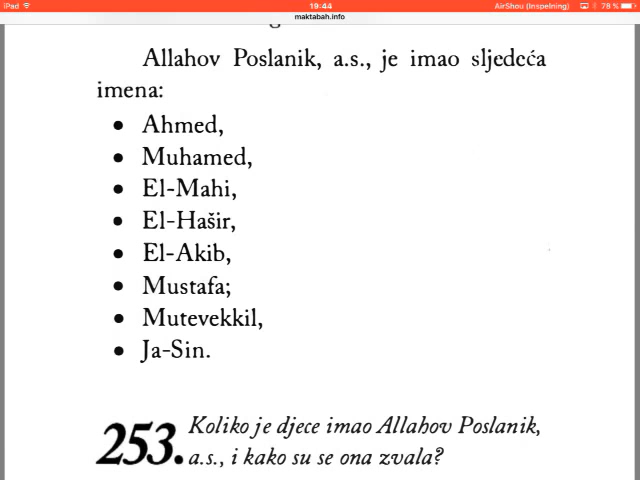 iPad 19:44 AirShou (Inspelning) 78 %
maktabah.info
Allahov Poslanik, a.s., je imao sljedeća
imena:
• Ahmed,
• Muhamed,
• El-Mahi,
• El-Hašir,
• El-Akib,
• Mustafa;
• Mutevekkil,
• Ja-Sin.
253. Koliko je djece imao Allahov Poslanik,
a.s., i kako su se ona zvala?